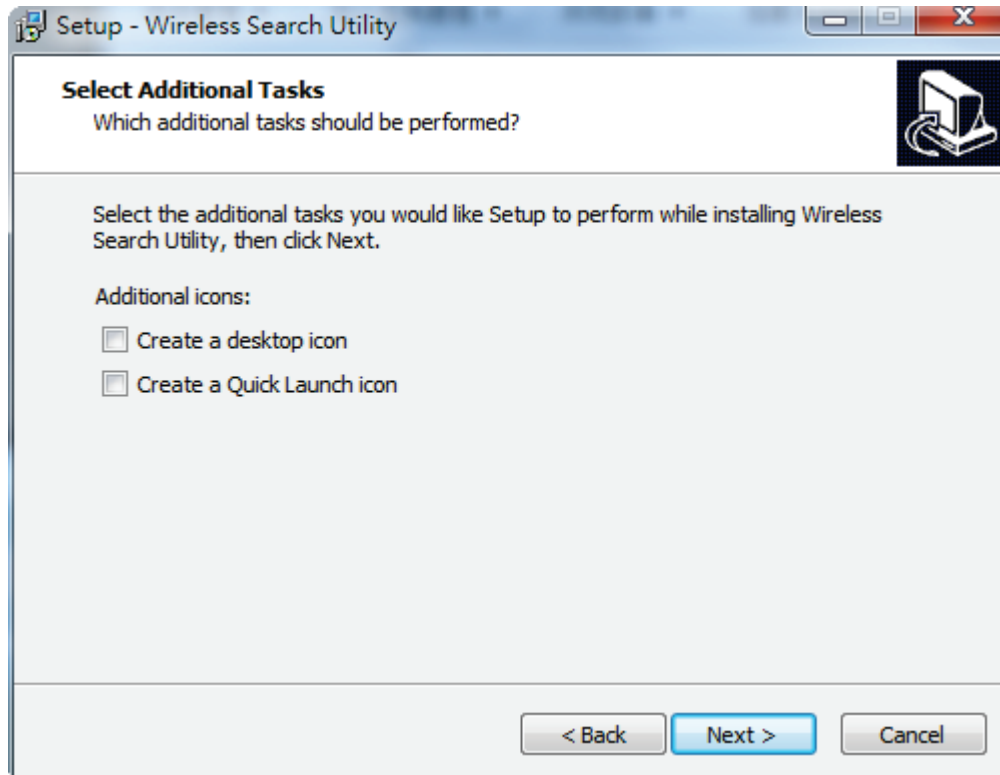 Setup - Wireless Search Utility
Select Additional Tasks
Which additional tasks should be performed?
Select the additional tasks you would like Setup to perform while installing Wireless
Search Utility, then click Next.
Additional icons:
Create a desktop icon
Create a Quick Launch icon
< Back
Next >
Cancel